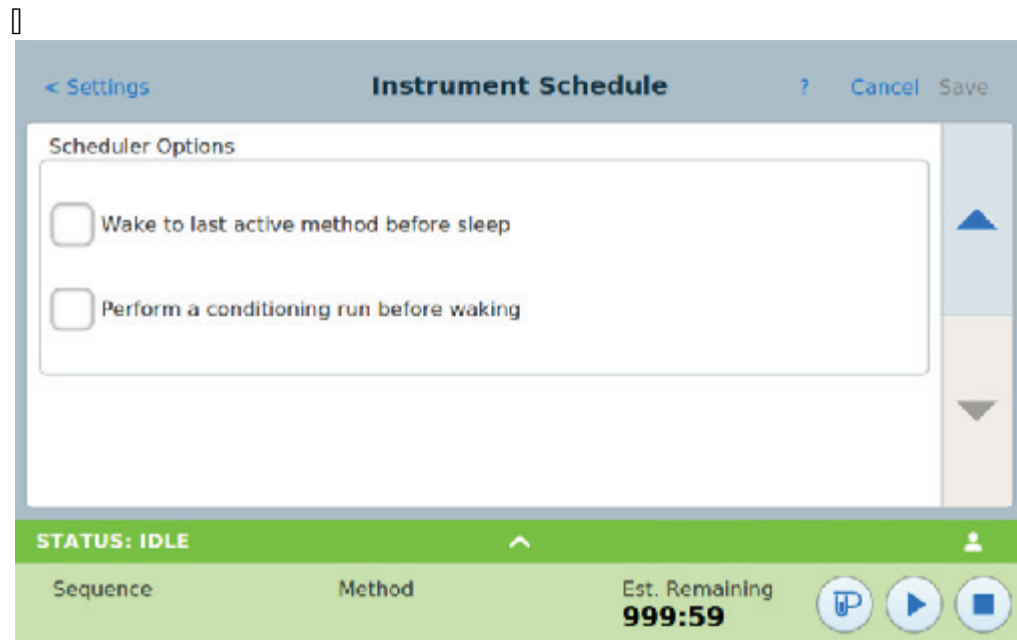 < Settings Instrument Schedule ? Cancel Save
Scheduler Options
Wake to last active method before sleep
Perform a conditioning run before waking
STATUS: IDLE
Sequence Method Est. Remaining
999:59